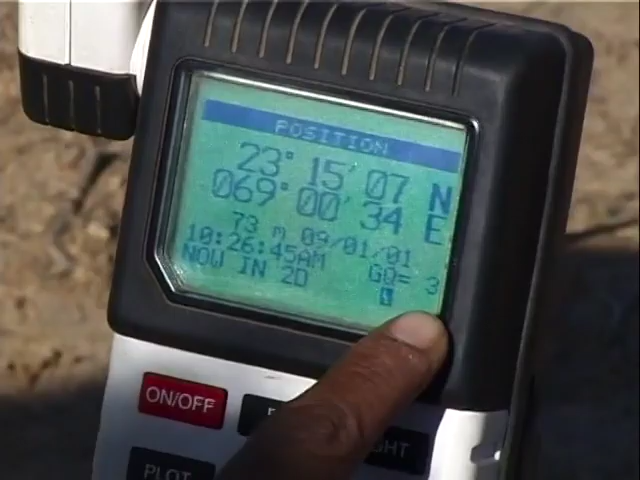 POSITION
23° 15' 07 N
069° 00' 34 E
73 m 09/01/01
10:26:45AM GQ= 3
NOW IN 2D L
ON/OFF
PLOT